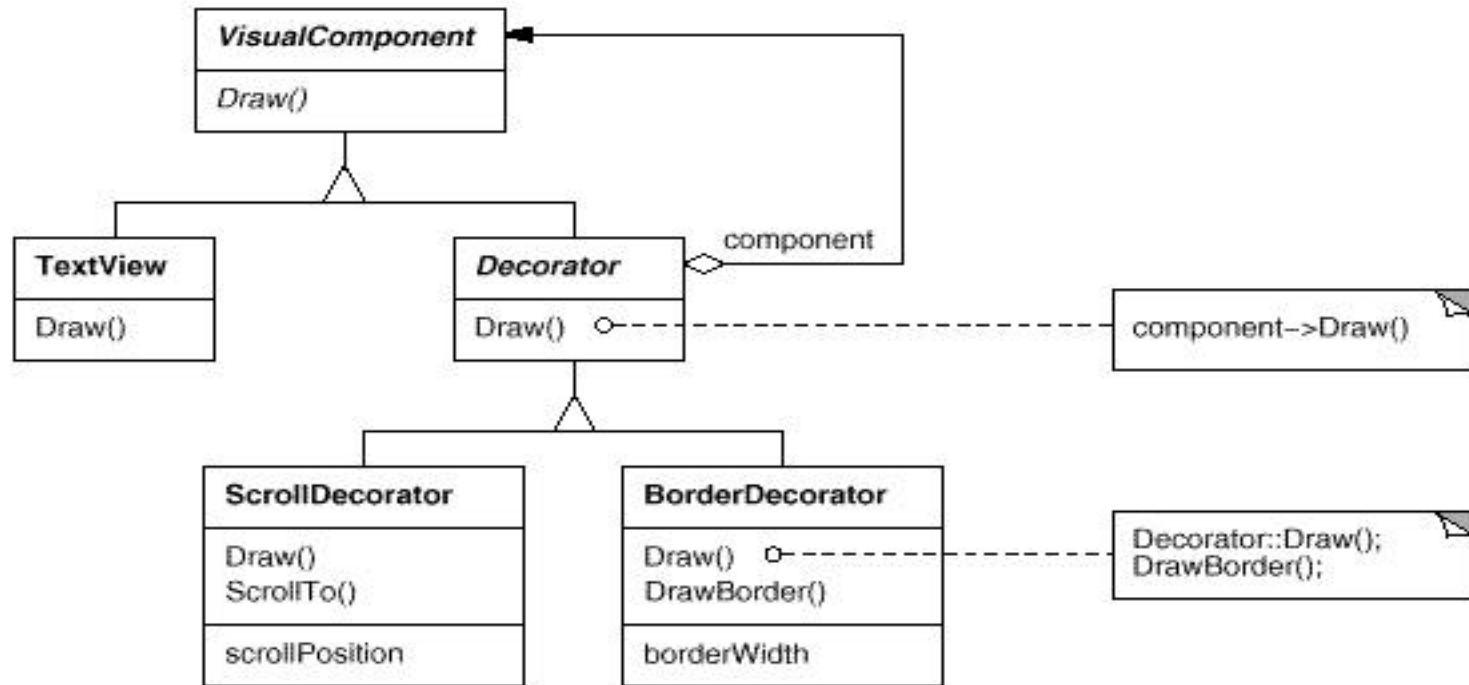 VisualComponent
Draw()
TextView
Draw()
Decorator
Draw()
component
component–>Draw()
ScrollDecorator
Draw()
ScrollTo()
scrollPosition
BorderDecorator
Draw()
DrawBorder()
borderWidth
Decorator::Draw();
DrawBorder();